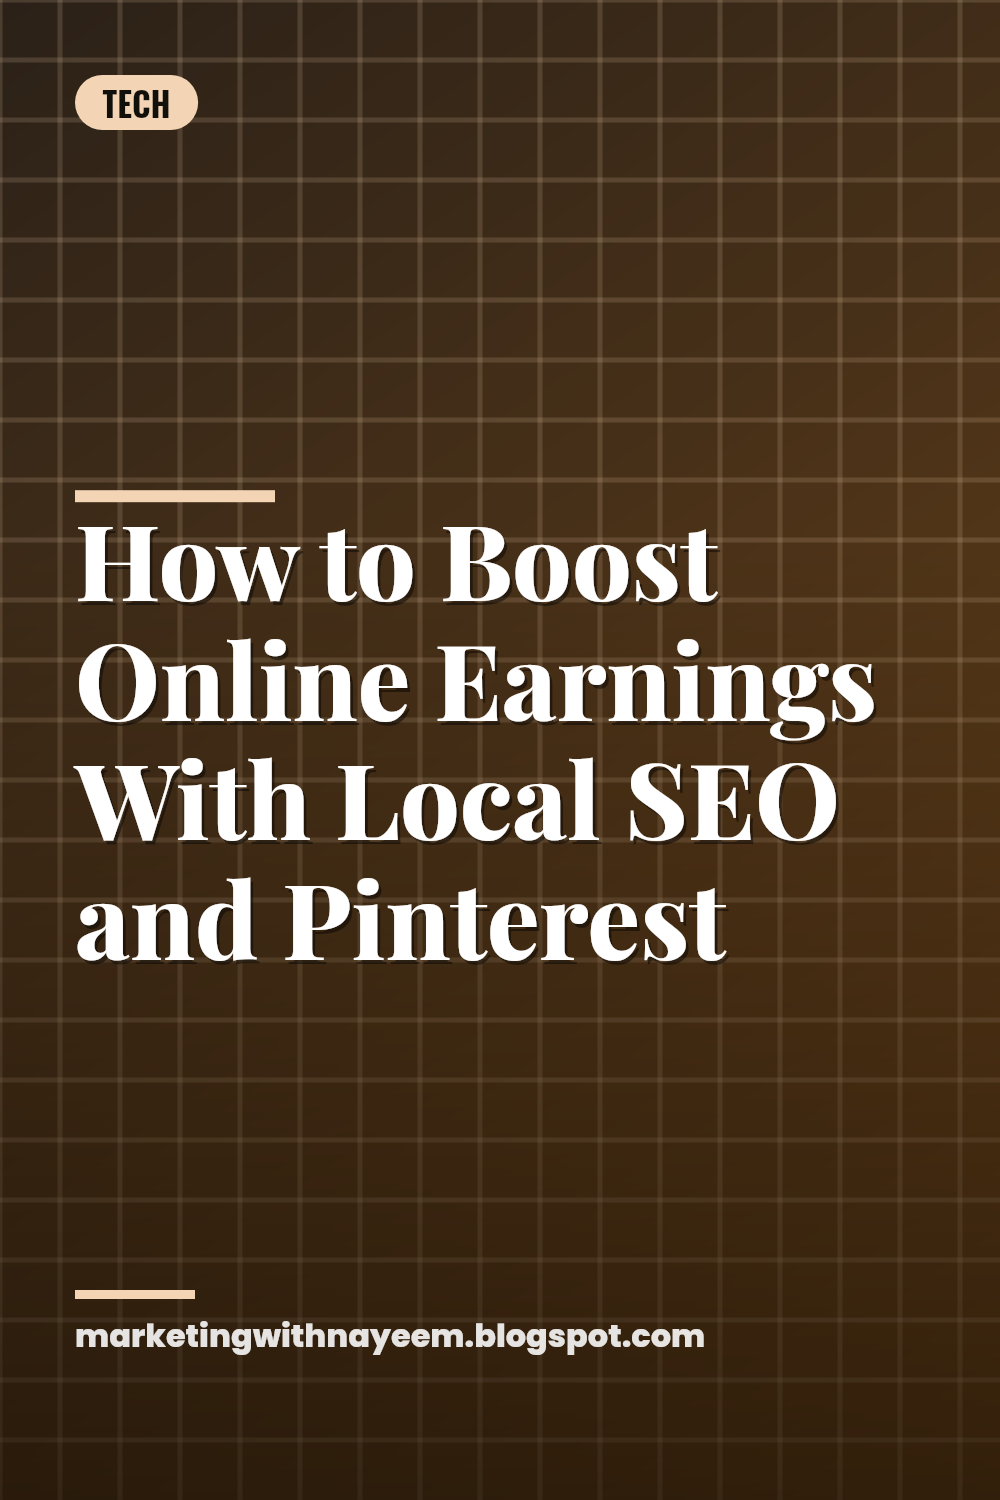 TECH
How to Boost
Online Earnings
With Local SEO
and Pinterest
marketingwithnayeem.blogspot.com